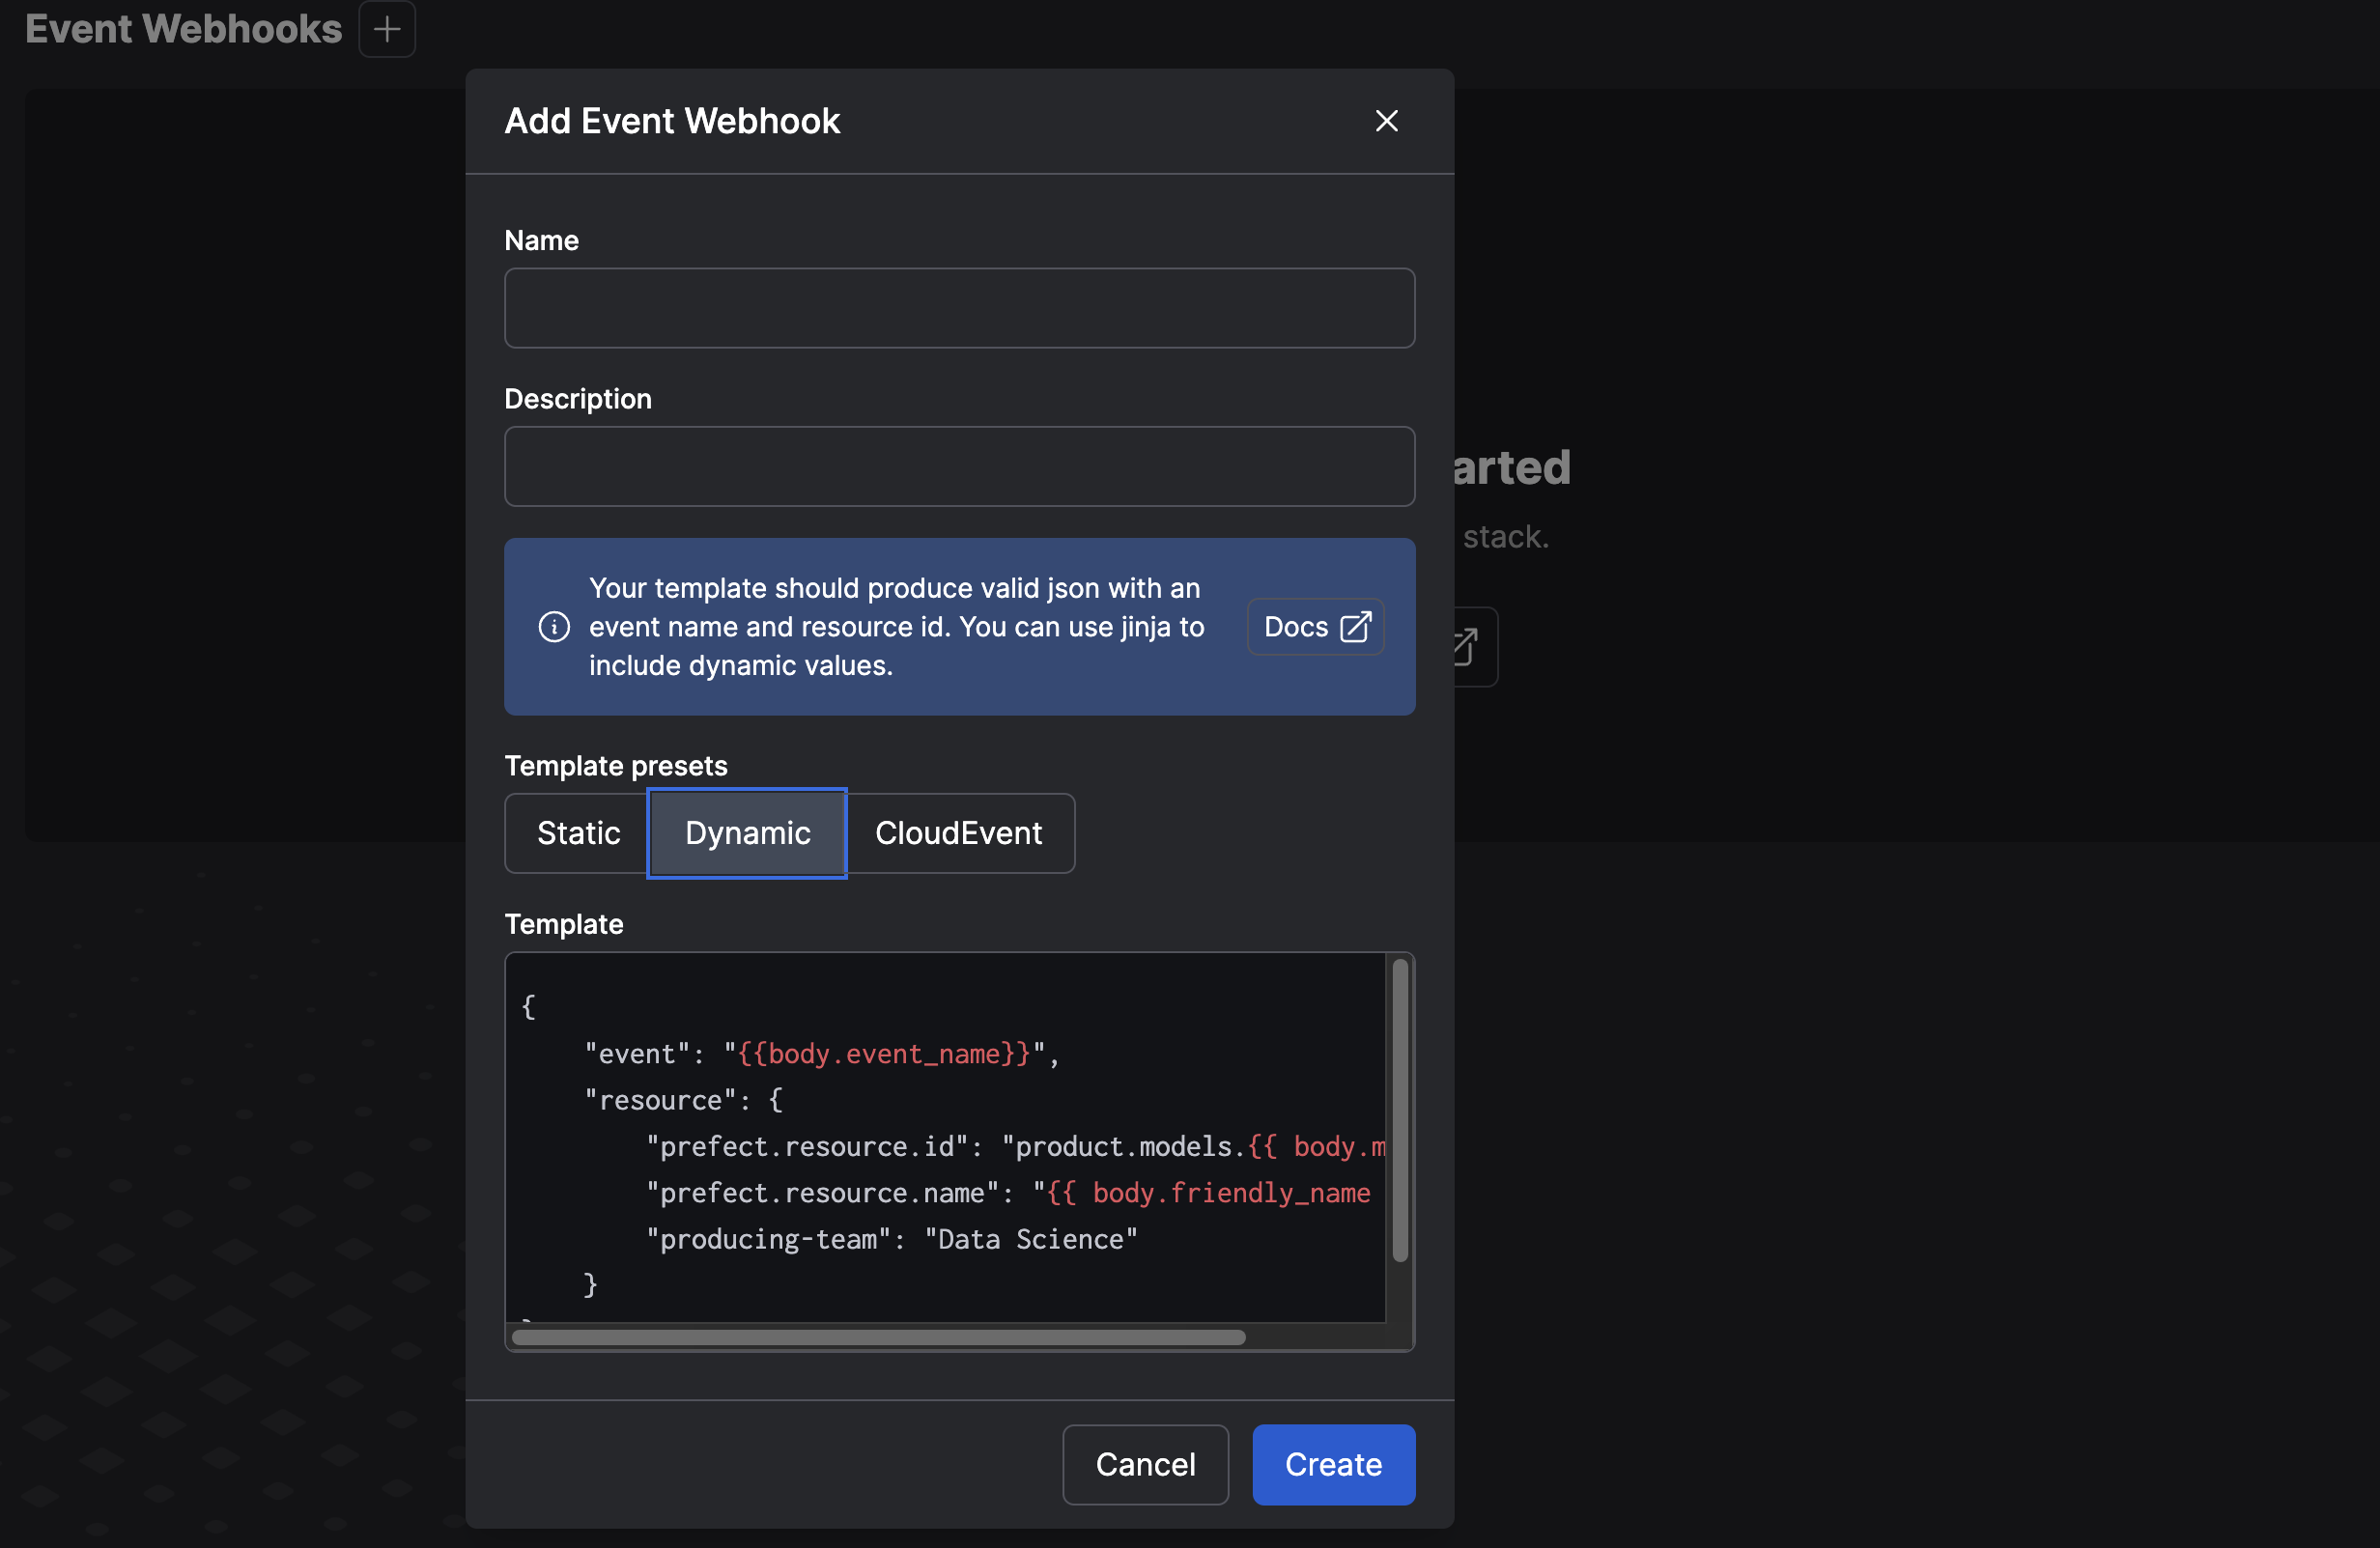 Event Webhooks
Add Event Webhook
Name
Description
arted
stack.
Your template should produce valid json with an
event name and resource id. You can use jinja to
include dynamic values.
Docs
Template presets
Static
Dynamic
CloudEvent
Template
{
    "event": "{{body.event_name}}",
    "resource": {
        "prefect.resource.id": "product.models.{{ body.m
        "prefect.resource.name": "{{ body.friendly_name
        "producing-team": "Data Science"
    }
Cancel
Create